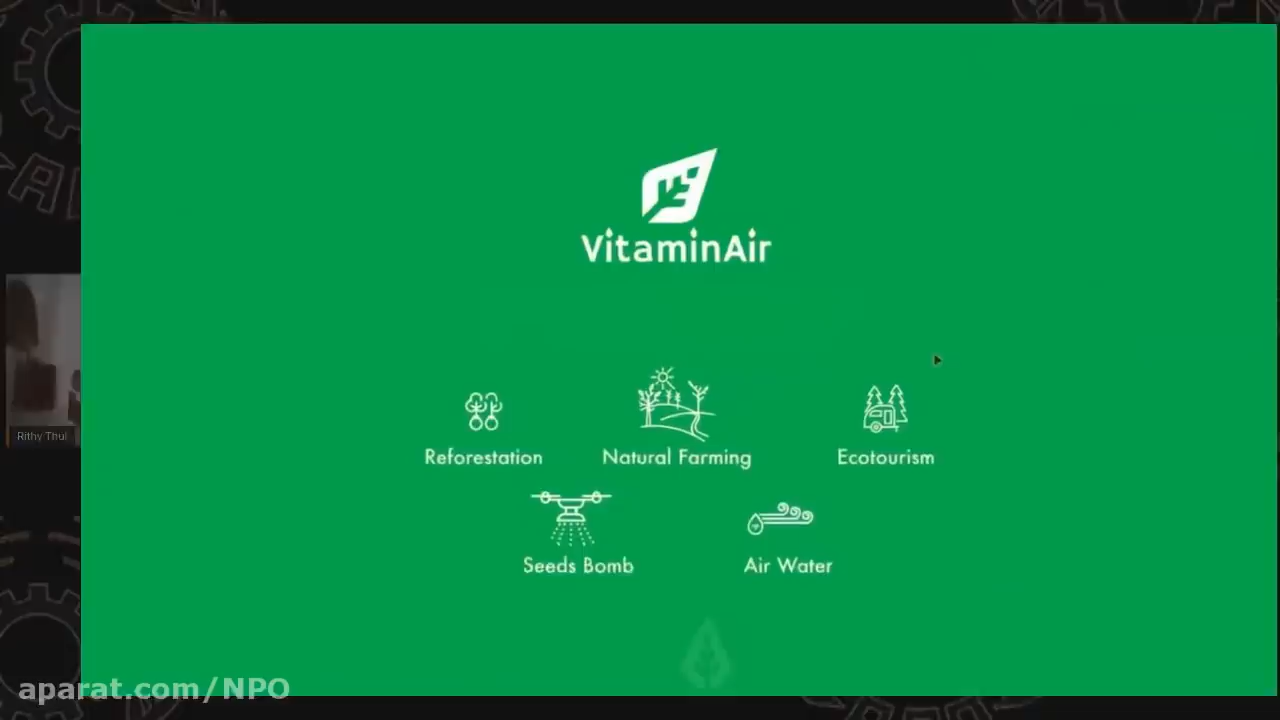 VitaminAir
Reforestation
Natural Farming
Ecotourism
Seeds Bomb
Air Water
Rithy Thul
aparat.com/NPO